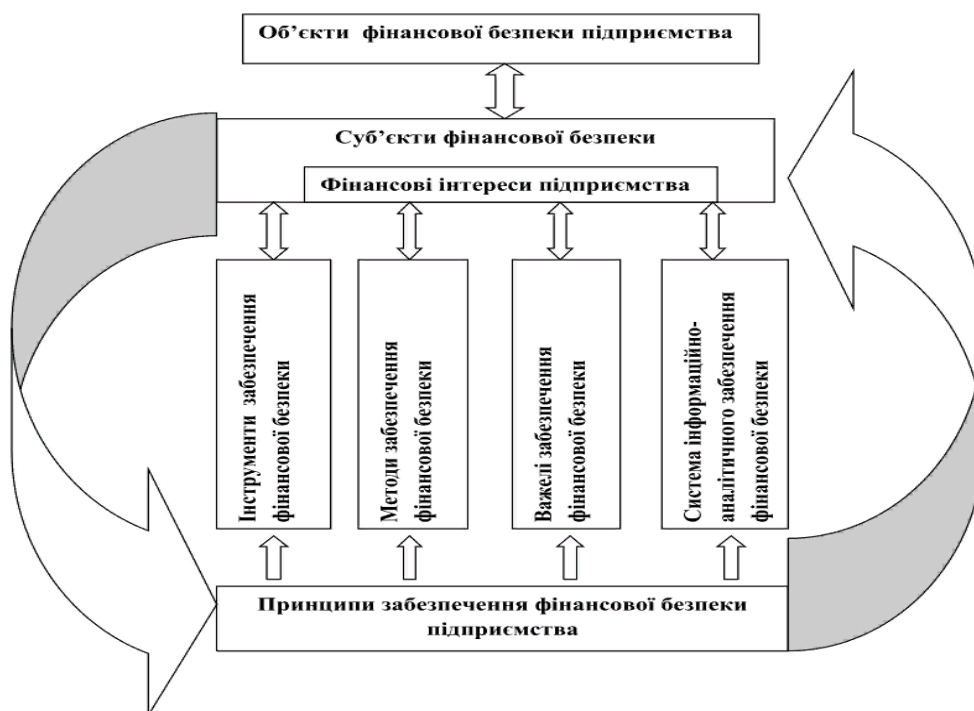 Об’єкти фінансової безпеки підприємства
Суб’єкти фінансової безпеки
Фінансові інтереси підприємства
Інструменти забезпечення
фінансової безпеки
Методи забезпечення
фінансової безпеки
Важелі забезпечення
фінансової безпеки
Система інформаційно-
аналітичного забезпечення
фінансової безпеки
Принципи забезпечення фінансової безпеки
підприємства